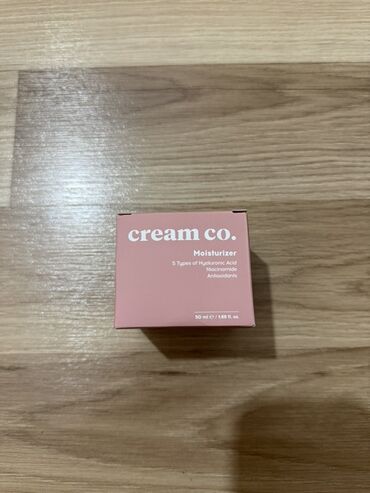 cream co.
Moisturizer
5 Types of Hyaluronic Acid
Niacinamide
Antioxidants
50 ml ℮ / 1.69 fl. oz.